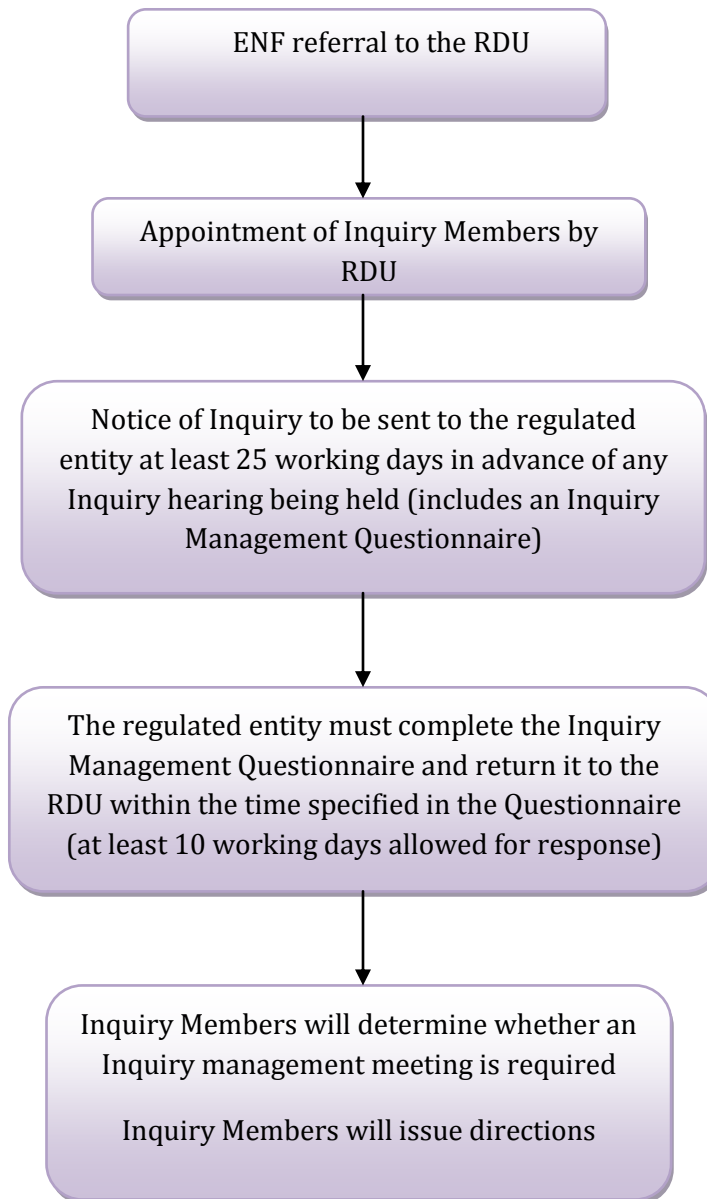 ENF referral to the RDU
Appointment of Inquiry Members by
RDU
Notice of Inquiry to be sent to the regulated
entity at least 25 working days in advance of any
Inquiry hearing being held (includes an Inquiry
Management Questionnaire)
The regulated entity must complete the Inquiry
Management Questionnaire and return it to the
RDU within the time specified in the Questionnaire
(at least 10 working days allowed for response)
Inquiry Members will determine whether an
Inquiry management meeting is required
Inquiry Members will issue directions